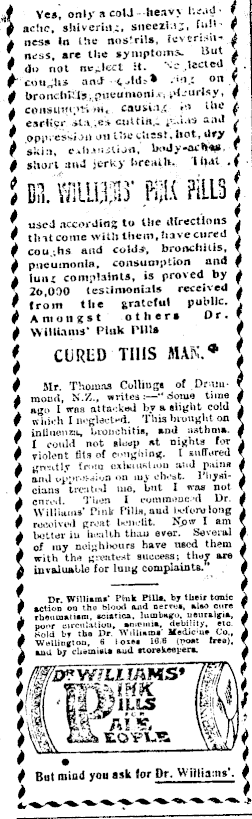 Yes, only a cold—heavy head-
ache, shivering, sneezing, full-
ness in the nostrils, feverish-
ness, are the symptoms. But
do not neglect it. Neglected
coughs and colds bring on
bronchitis, pneumonia, pleurisy,
consumption, causing in the
earlier stages cutting pains and
oppression on the chest, hot, dry
skin, exhaustion, body-aches,
short and jerky breath. That
DR. WILLIAMS' PINK PILLS
used according to the directions
that come with them, have cured
coughs and colds, bronchitis,
pneumonia, consumption and
lung complaints, is proved by
20,000 testimonials received
from the grateful public.
Amongst others Dr.
Williams' Pink Pills
CURED THIS MAN.
Mr. Thomas Collings of Drum-
mond, N.Z., writes:—"Some time
ago I was attacked by a slight cold
which I neglected. This brought on
influenza, bronchitis, and asthma.
I could not sleep at nights for
violent fits of coughing. I suffered
greatly from exhaustion and pains
and oppression on my chest. Physi-
cians treated me, but I was not
cured. Then I commenced Dr.
Williams' Pink Pills, and before long
received great benefit. Now I am
better in health than ever. Several
of my neighbours have used them
with the greatest success; they are
invaluable for lung complaints."
Dr. Williams' Pink Pills, by their tonic
action on the blood and nerves, also cure
rheumatism, sciatica, lumbago, neuralgia,
poor circulation, anemia, debility, etc.
Sold by the Dr. Williams' Medicine Co.,
Wellington, 6 boxes 16.6 (post free),
and by chemists and storekeepers.
DR WILLIAMS'
PINK
PILLS
FOR
PALE
PEOPLE
But mind you ask for Dr. Williams'.